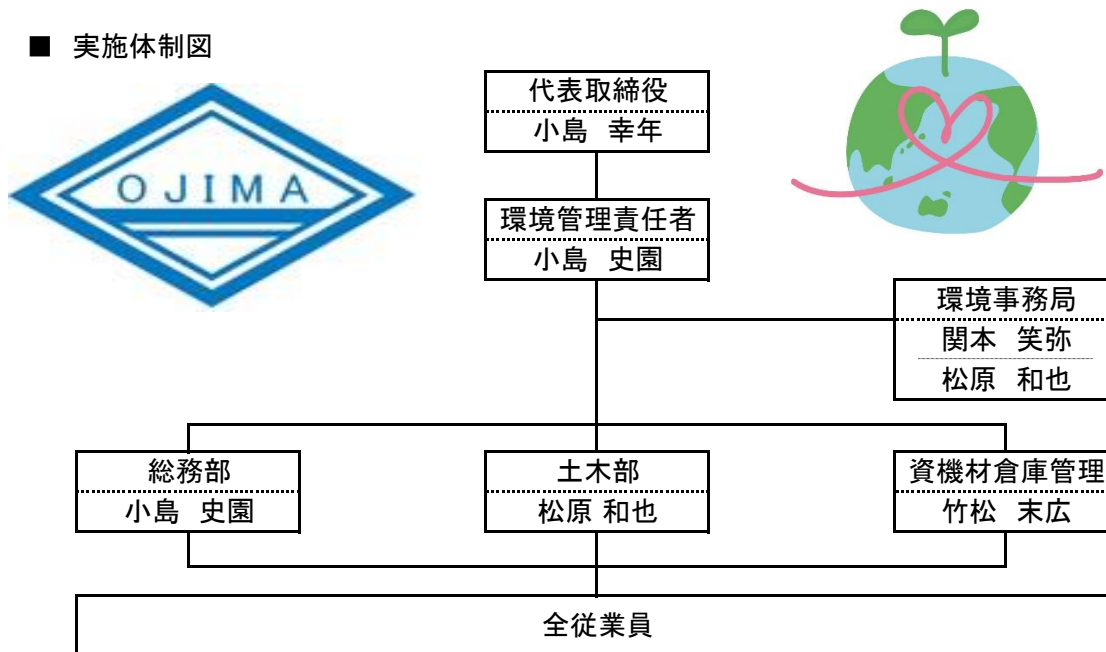 ■ 実施体制図
代表取締役
小島 幸年
OJIMA
環境管理責任者
小島 史園
環境事務局
関本 笑弥
松原 和也
総務部
小島 史園
土木部
松原 和也
資機材倉庫管理
竹松 末広
全従業員